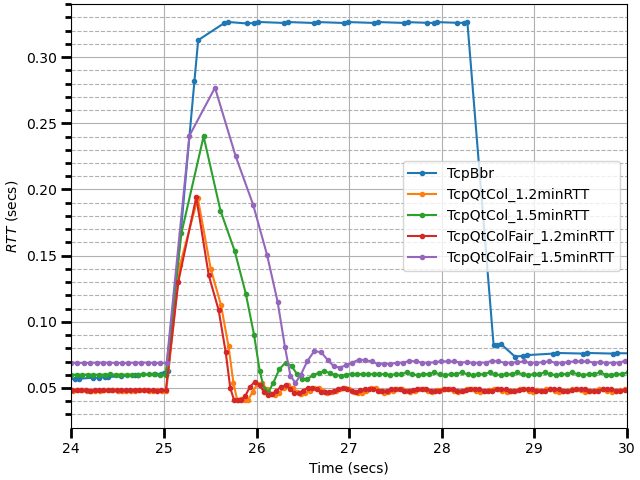 0.30
0.25
0.20
0.15
0.10
0.05
RTT (secs)
TcpBbr
TcpQtCol_1.2minRTT
TcpQtCol_1.5minRTT
TcpQtColFair_1.2minRTT
TcpQtColFair_1.5minRTT
24 25 26 27 28 29 30
Time (secs)